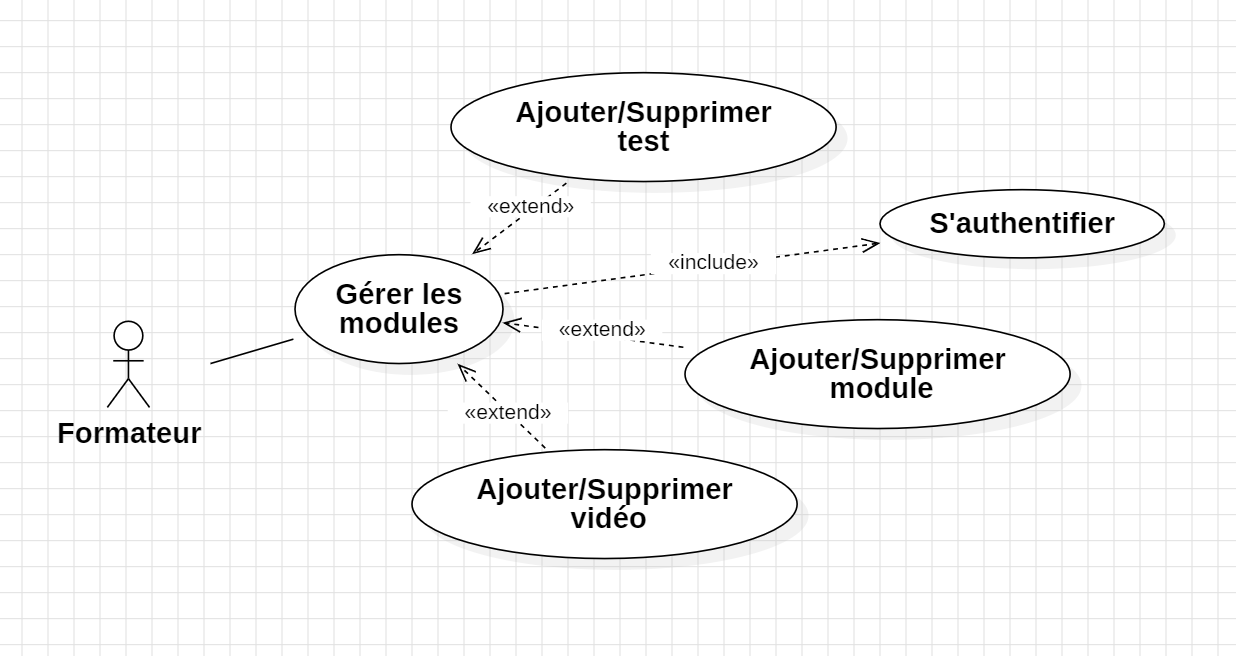 Ajouter/Supprimer
test
«extend»
S'authentifier
«include»
Gérer les
modules
«extend»
Ajouter/Supprimer
module
Formateur
«extend»
Ajouter/Supprimer
vidéo